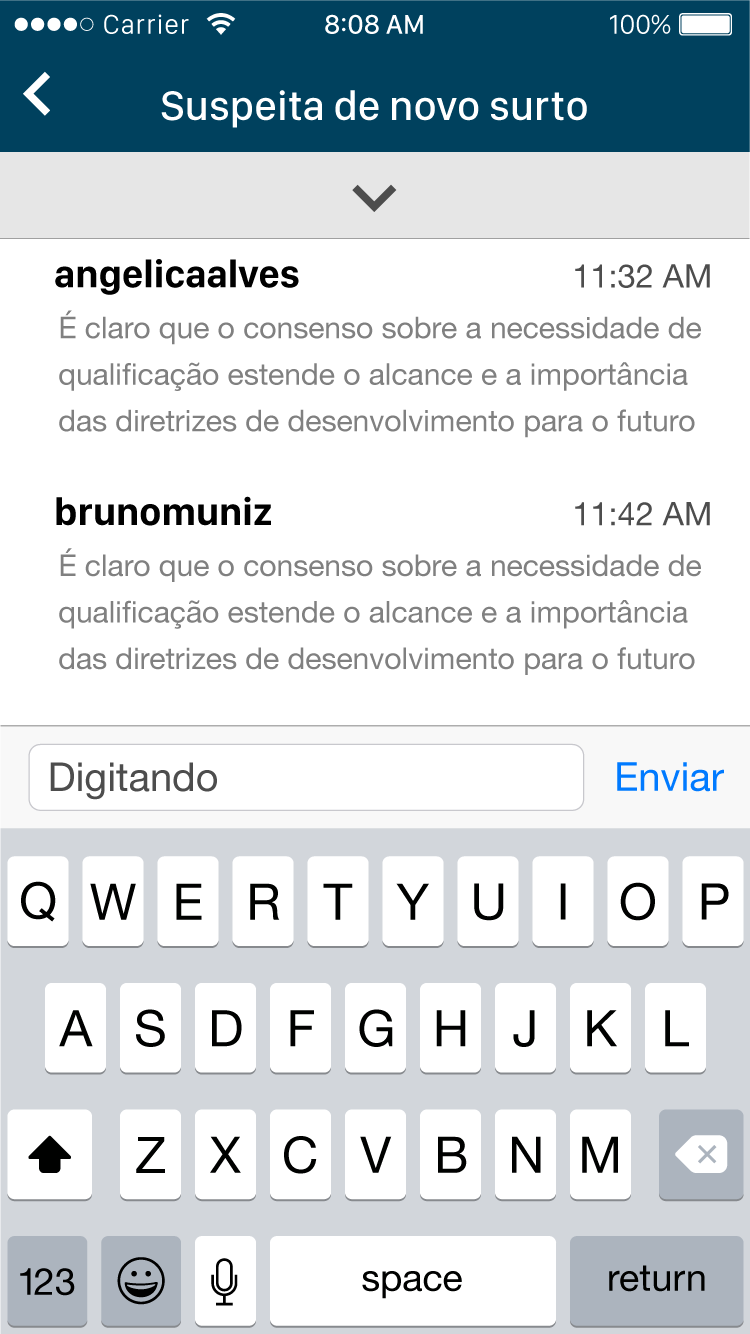 Carrier 8:08 AM 100%
Suspeita de novo surto
angelicaalves 11:32 AM
É claro que o consenso sobre a necessidade de
qualificação estende o alcance e a importância
das diretrizes de desenvolvimento para o futuro
brunomuniz 11:42 AM
É claro que o consenso sobre a necessidade de
qualificação estende o alcance e a importância
das diretrizes de desenvolvimento para o futuro
Digitando Enviar
Q W E R T Y U I O P
A S D F G H J K L
Z X C V B N M
123 space return